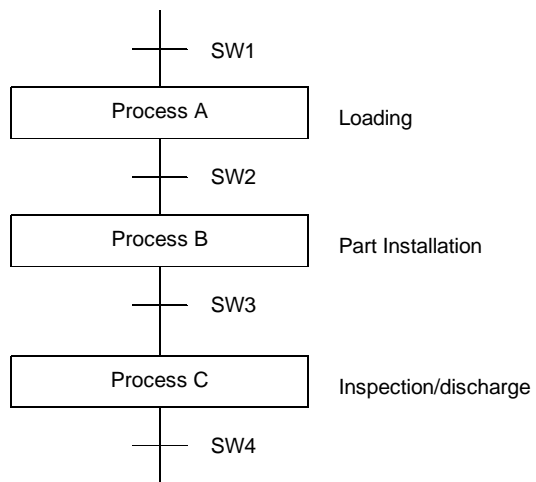 SW1
Process A
Loading
SW2
Process B
Part Installation
SW3
Process C
Inspection/discharge
SW4